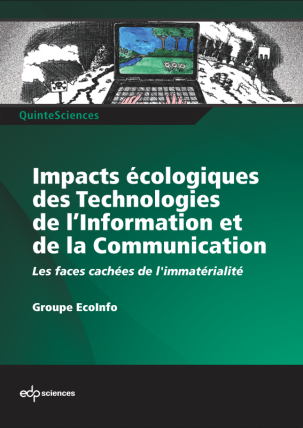 QuinteSciences
Impacts écologiques
des Technologies
de l'Information et
de la Communication
Les faces cachées de l'immatérialité
Groupe EcoInfo
edp sciences